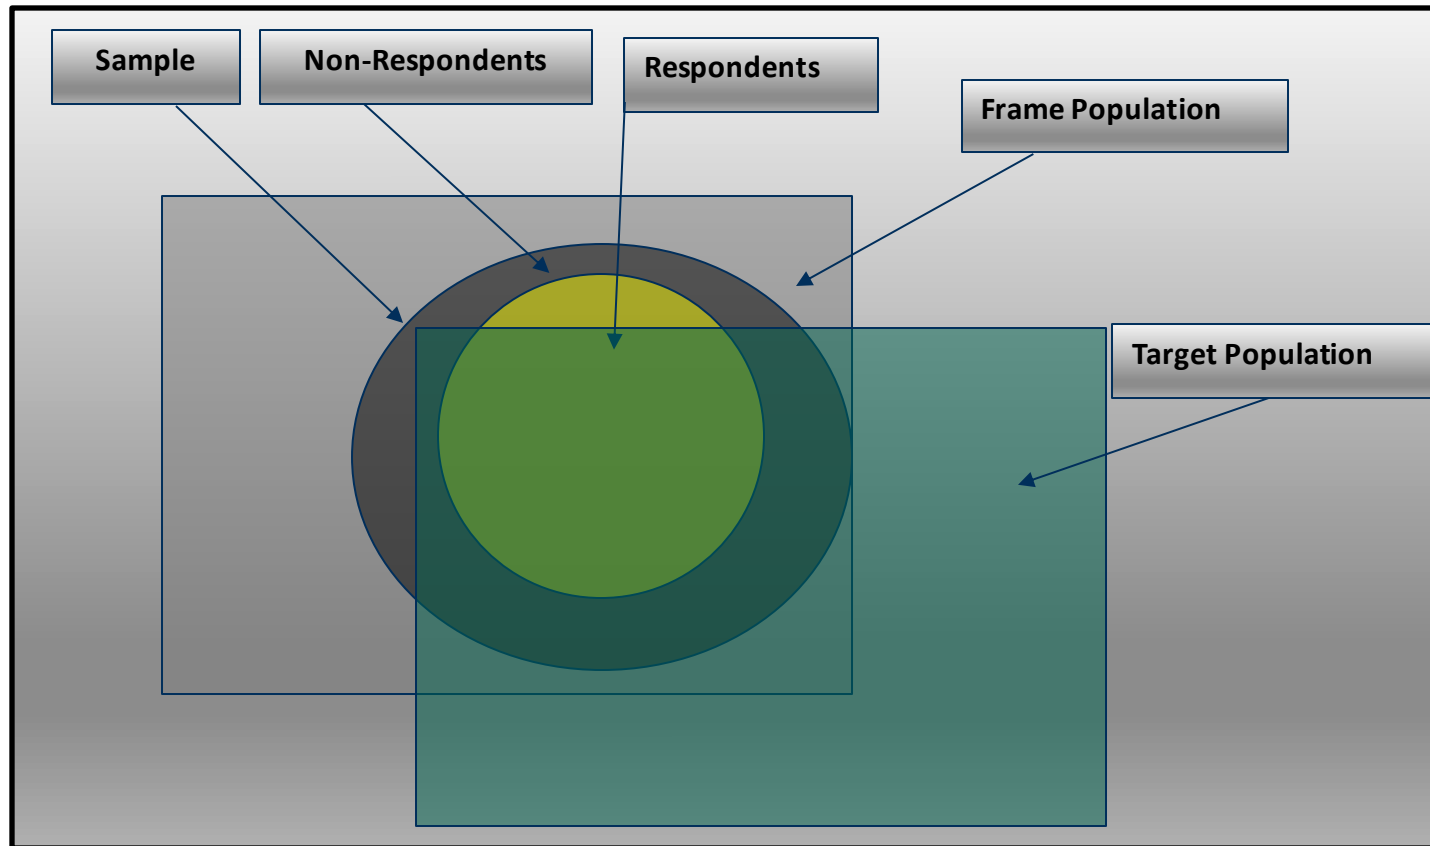 Sample
Non-Respondents
Respondents
Frame Population
Target Population